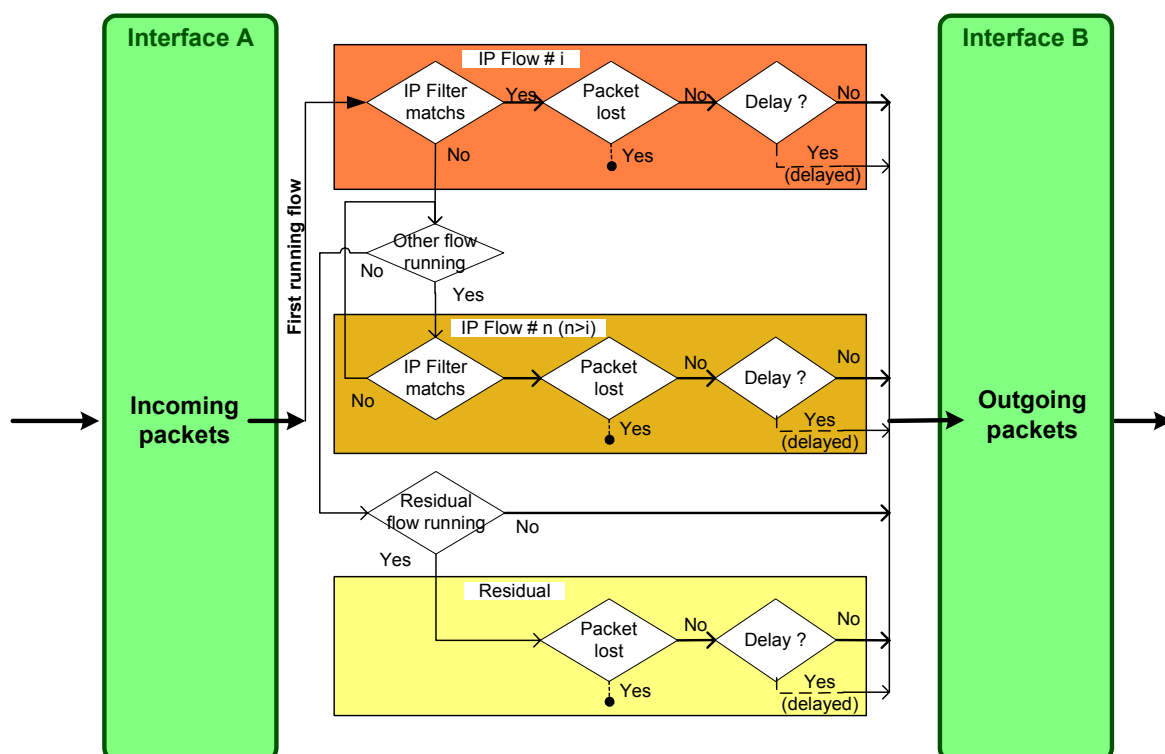 Interface A
Interface B
IP Flow # i
IP Filter
matchs
Yes
Packet
lost
No
Delay ?
No
No
Yes
Yes
(delayed)
First running flow
Other flow
running
No
Yes
IP Flow # n (n>i)
IP Filter
matchs
Packet
lost
No
Delay ?
No
No
Yes
Yes
(delayed)
Incoming
packets
Outgoing
packets
Residual
flow running
No
Yes
Residual
Packet
lost
No
Delay ?
No
Yes
Yes
(delayed)